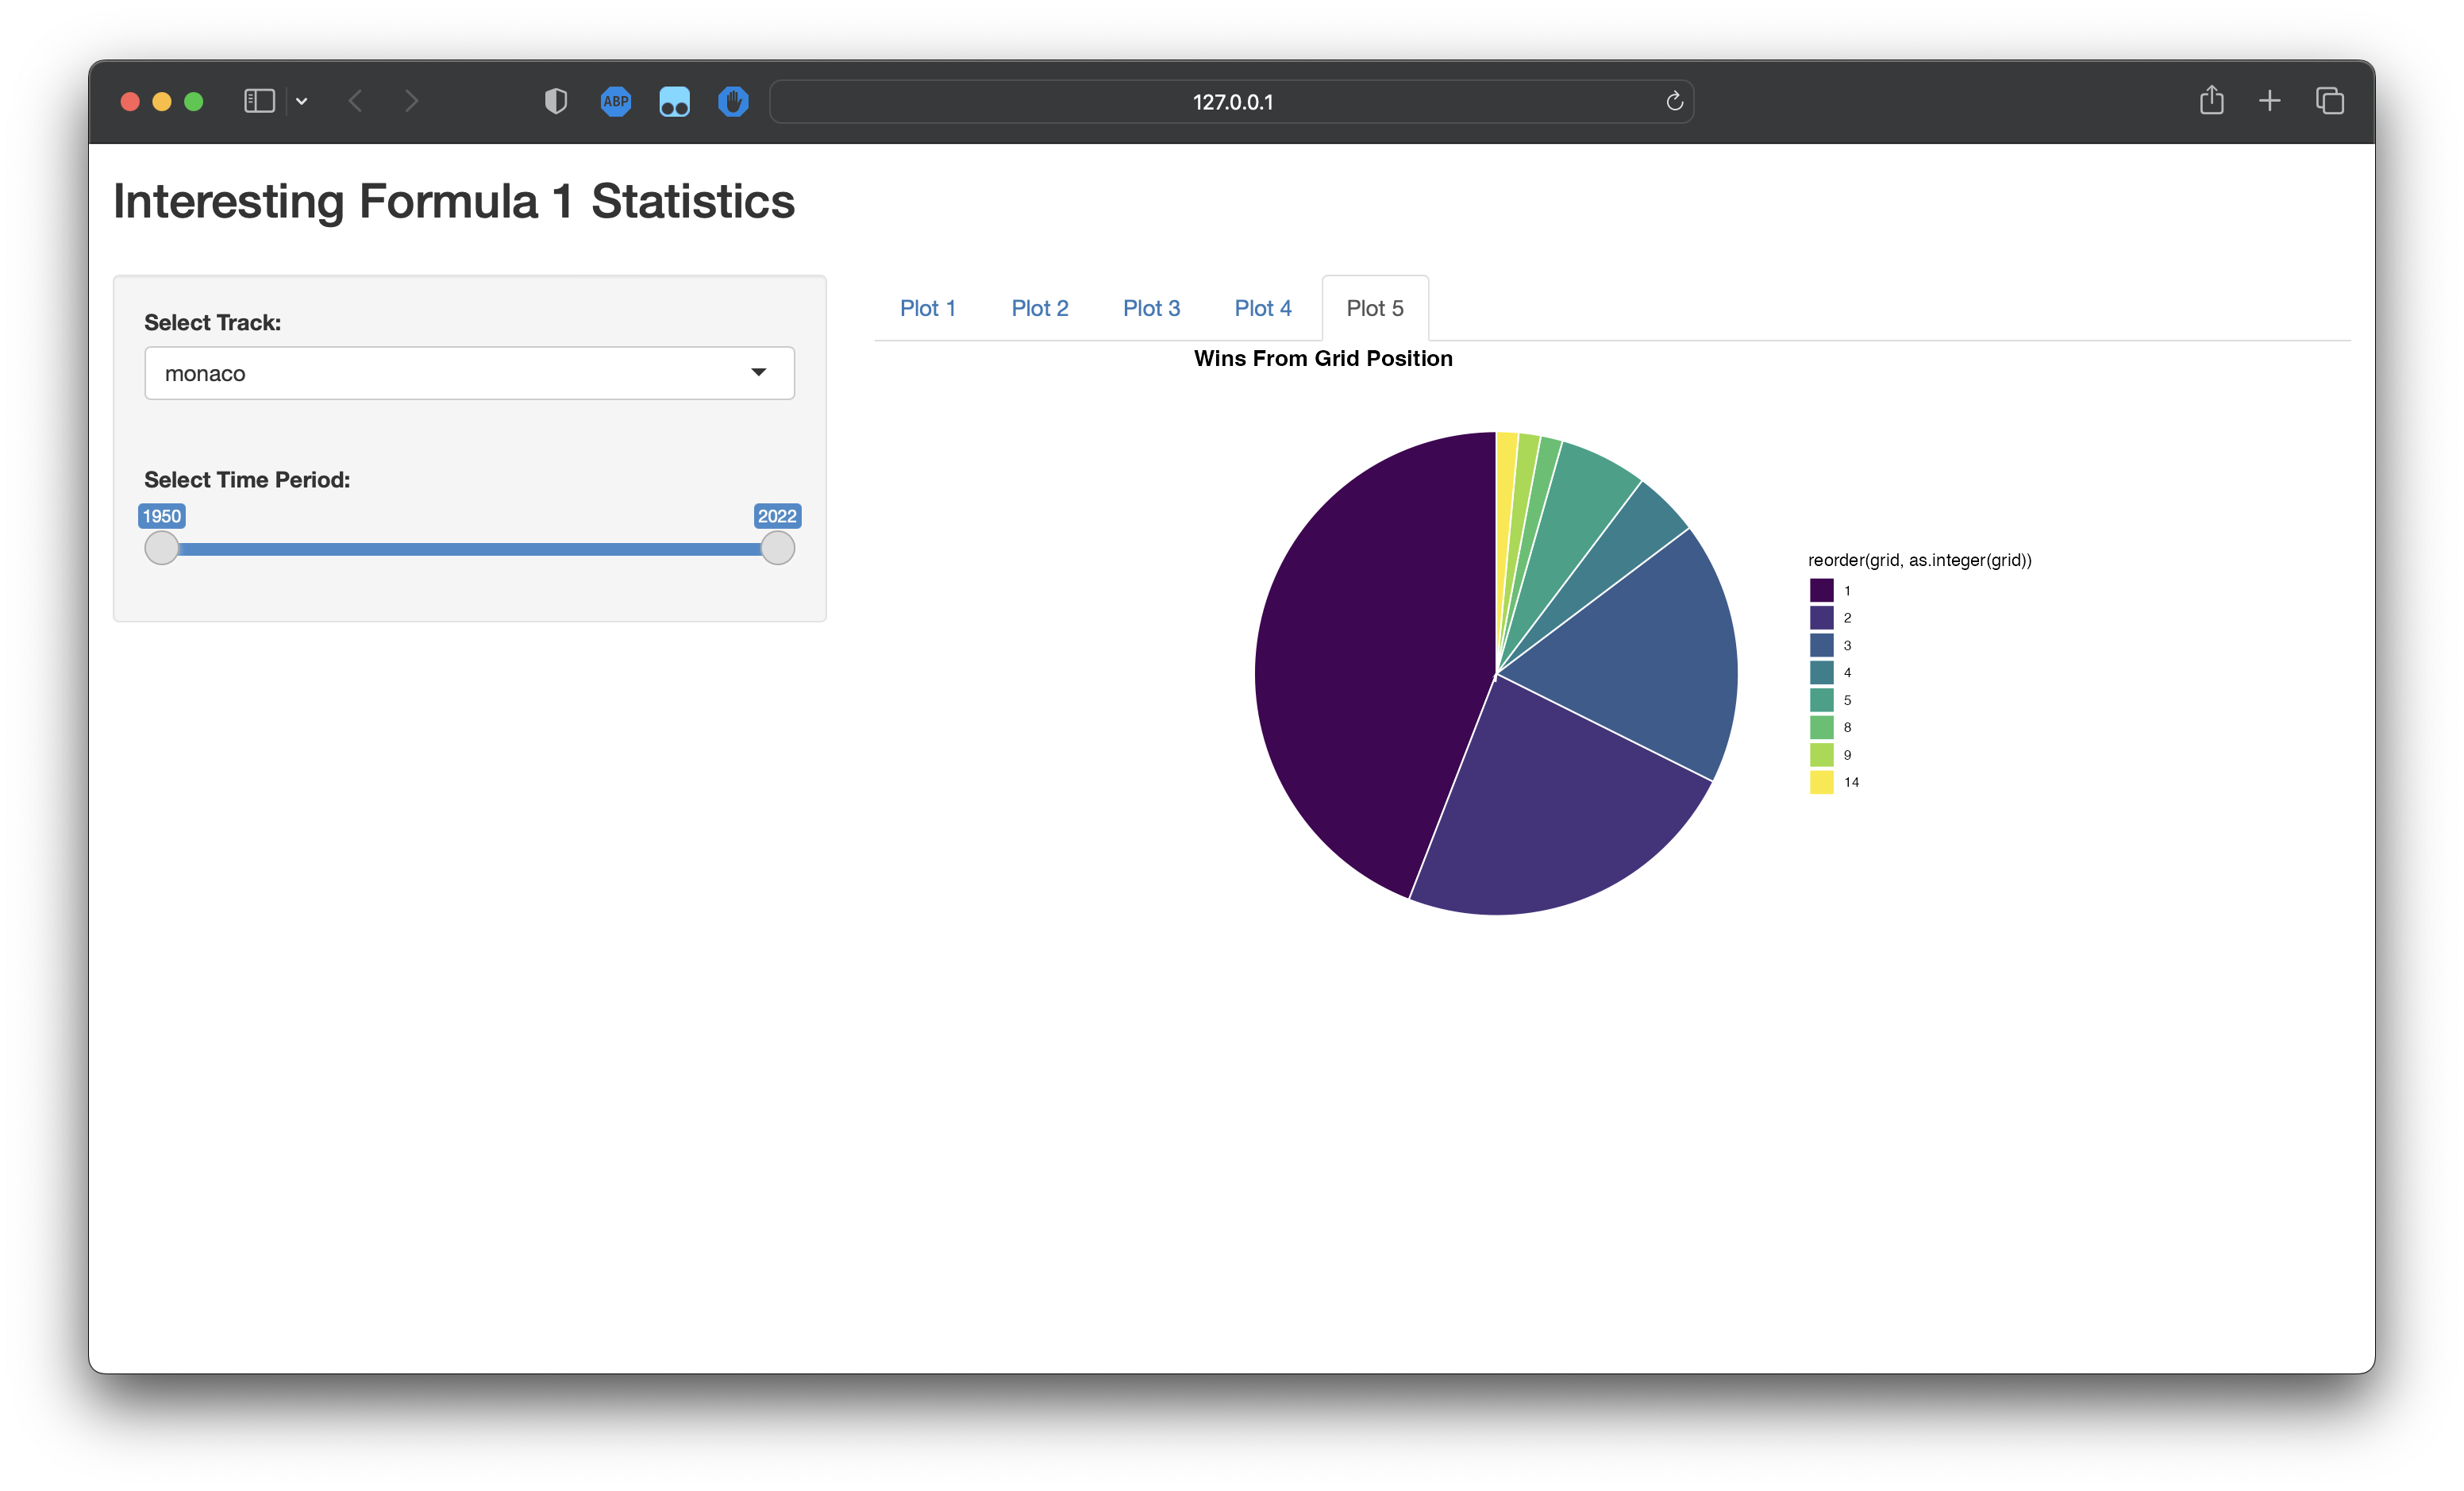 ABP
127.0.0.1
Interesting Formula 1 Statistics
Select Track:
monaco
Select Time Period:
1950 2022
Plot 1 Plot 2 Plot 3 Plot 4 Plot 5
Wins From Grid Position
reorder(grid, as.integer(grid))
1
2
3
4
5
8
9
14